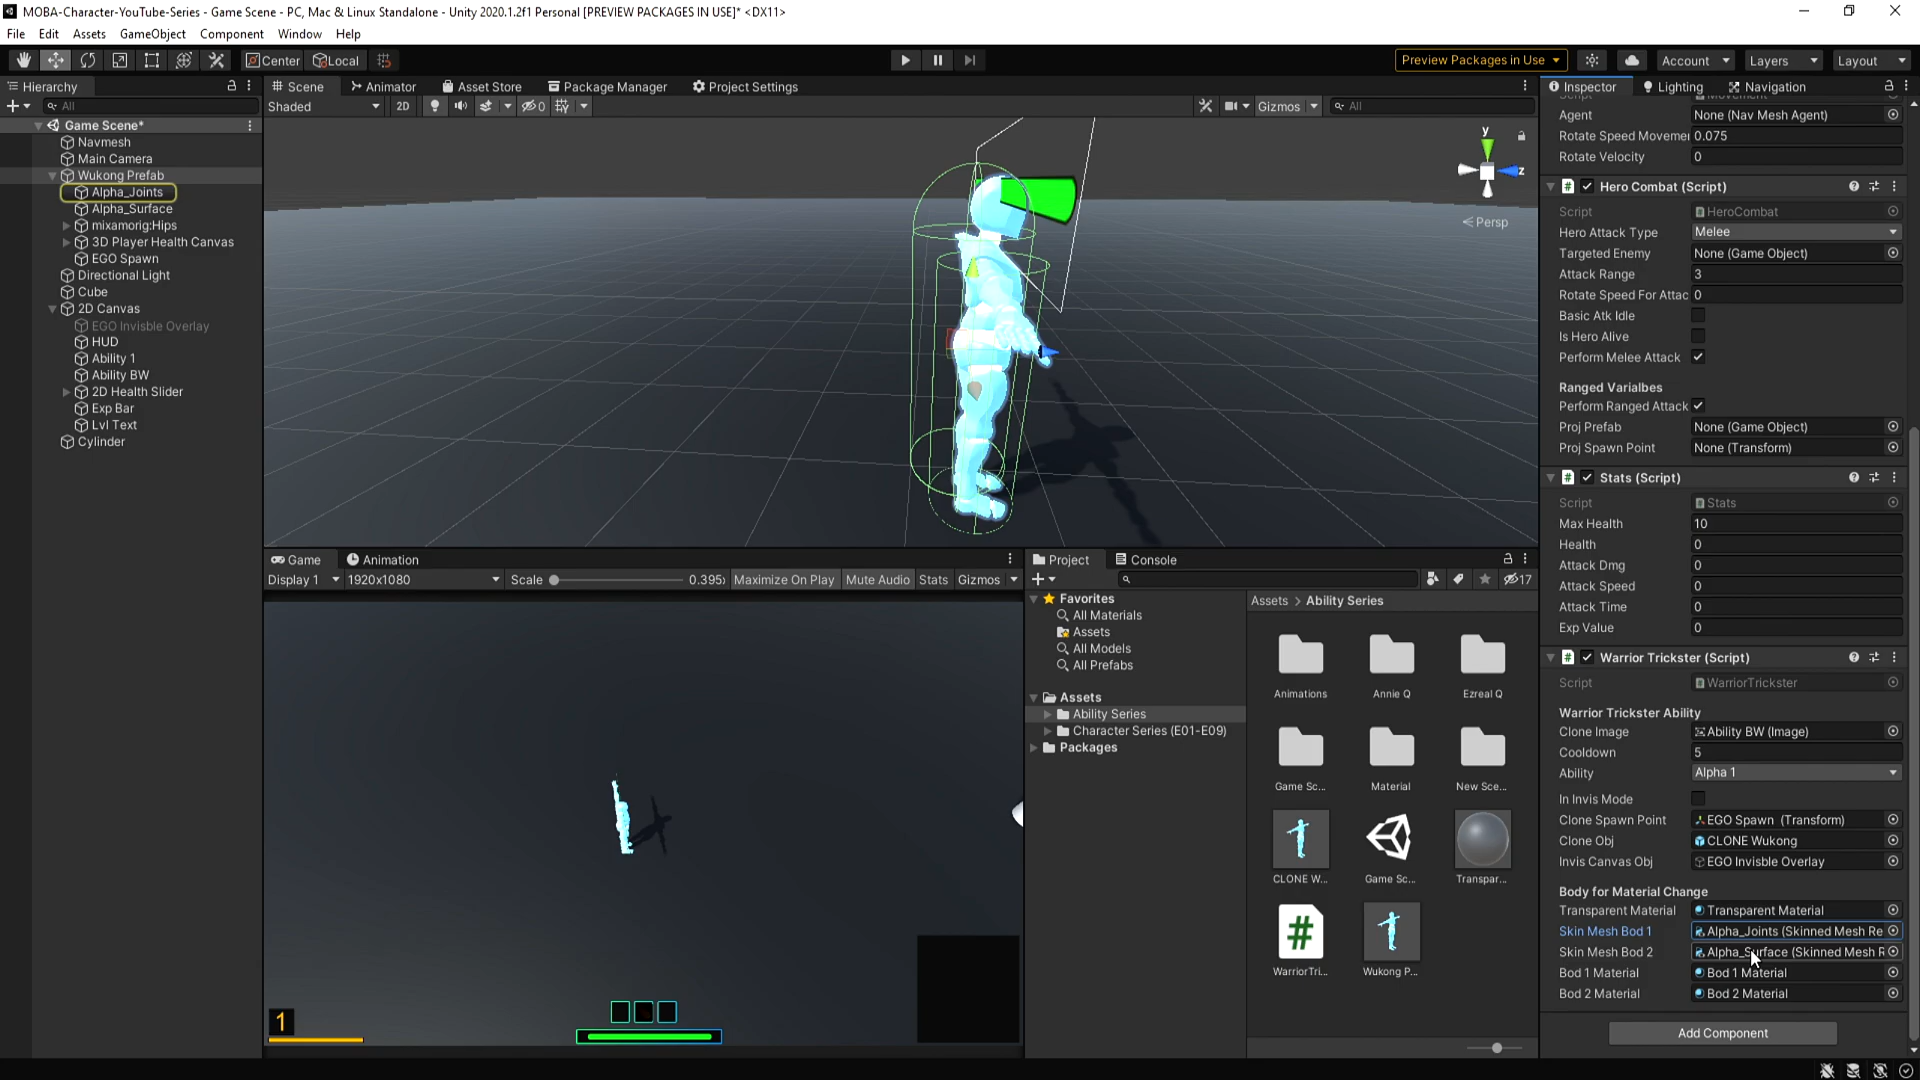 MOBA-Character-YouTube-Series - Game Scene - PC, Mac & Linux Standalone - Unity 2020.1.2f1 Personal [PREVIEW PACKAGES IN USE]* <DX11>
File Edit Assets GameObject Component Window Help
Center Local Preview Packages in Use Account Layers Layout
Hierarchy
All
Game Scene*
Navmesh
Main Camera
Wukong Prefab
Alpha_Joints
Alpha_Surface
mixamorig:Hips
3D Player Health Canvas
EGO Spawn
Directional Light
Cube
2D Canvas
EGO Invisble Overlay
HUD
Ability 1
Ability BW
2D Health Slider
Exp Bar
Lvl Text
Cylinder
Scene Animator Asset Store Package Manager Project Settings
Shaded 2D 0 Gizmos All
y
z
Persp
Game Animation
Display 1 1920x1080 Scale 0.395x Maximize On Play Mute Audio Stats Gizmos
1
Project Console
17
Favorites
All Materials
Assets
All Models
All Prefabs
Assets
Ability Series
Character Series (E01-E09)
Packages
Assets > Ability Series
Animations Annie Q Ezreal Q
Game Sc... Material New Sce...
CLONE W... Game Sc... Transpar...
# WarriorTri... Wukong P...
Inspector Lighting Navigation
Script Movement
Agent None (Nav Mesh Agent)
Rotate Speed Movemer 0.075
Rotate Velocity 0
# Hero Combat (Script)
Script HeroCombat
Hero Attack Type Melee
Targeted Enemy None (Game Object)
Attack Range 3
Rotate Speed For Attac 0
Basic Atk Idle
Is Hero Alive
Perform Melee Attack
Ranged Varialbes
Perform Ranged Attack
Proj Prefab None (Game Object)
Proj Spawn Point None (Transform)
# Stats (Script)
Script Stats
Max Health 10
Health 0
Attack Dmg 0
Attack Speed 0
Attack Time 0
Exp Value 0
# Warrior Trickster (Script)
Script WarriorTrickster
Warrior Trickster Ability
Clone Image Ability BW (Image)
Cooldown 5
Ability Alpha 1
In Invis Mode
Clone Spawn Point EGO Spawn (Transform)
Clone Obj CLONE Wukong
Invis Canvas Obj EGO Invisble Overlay
Body for Material Change
Transparent Material Transparent Material
Skin Mesh Bod 1 Alpha_Joints (Skinned Mesh Re
Skin Mesh Bod 2 Alpha_Surface (Skinned Mesh R
Bod 1 Material Bod 1 Material
Bod 2 Material Bod 2 Material
Add Component